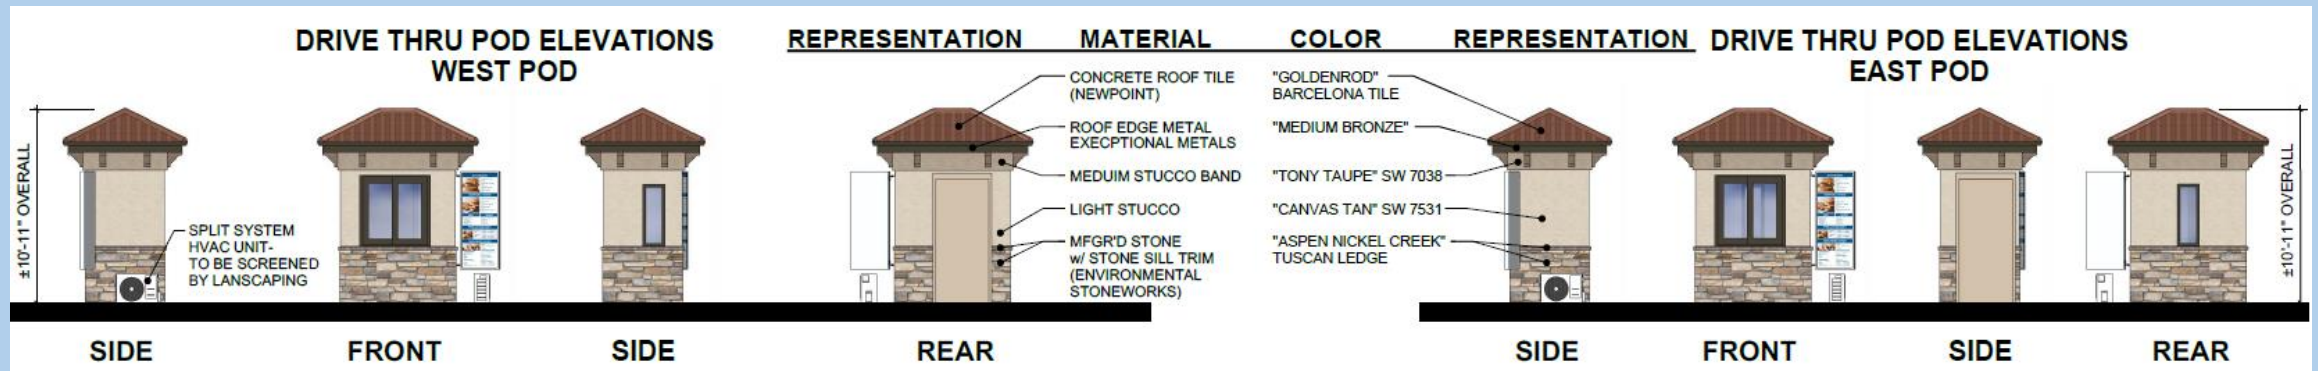 DRIVE THRU POD ELEVATIONS
WEST POD
REPRESENTATION MATERIAL COLOR REPRESENTATION
DRIVE THRU POD ELEVATIONS
EAST POD
±10'-11" OVERALL
SPLIT SYSTEM
HVAC UNIT-
TO BE SCREENED
BY LANSCAPING
CONCRETE ROOF TILE
(NEWPOINT)
ROOF EDGE METAL
EXECPTIONAL METALS
MEDUIM STUCCO BAND
LIGHT STUCCO
MFGR'D STONE
w/ STONE SILL TRIM
(ENVIRONMENTAL
STONEWORKS)
"GOLDENROD"
BARCELONA TILE
"MEDIUM BRONZE"
"TONY TAUPE" SW 7038
"CANVAS TAN" SW 7531
"ASPEN NICKEL CREEK"
TUSCAN LEDGE
±10'-11" OVERALL
SIDE FRONT SIDE REAR SIDE FRONT SIDE REAR